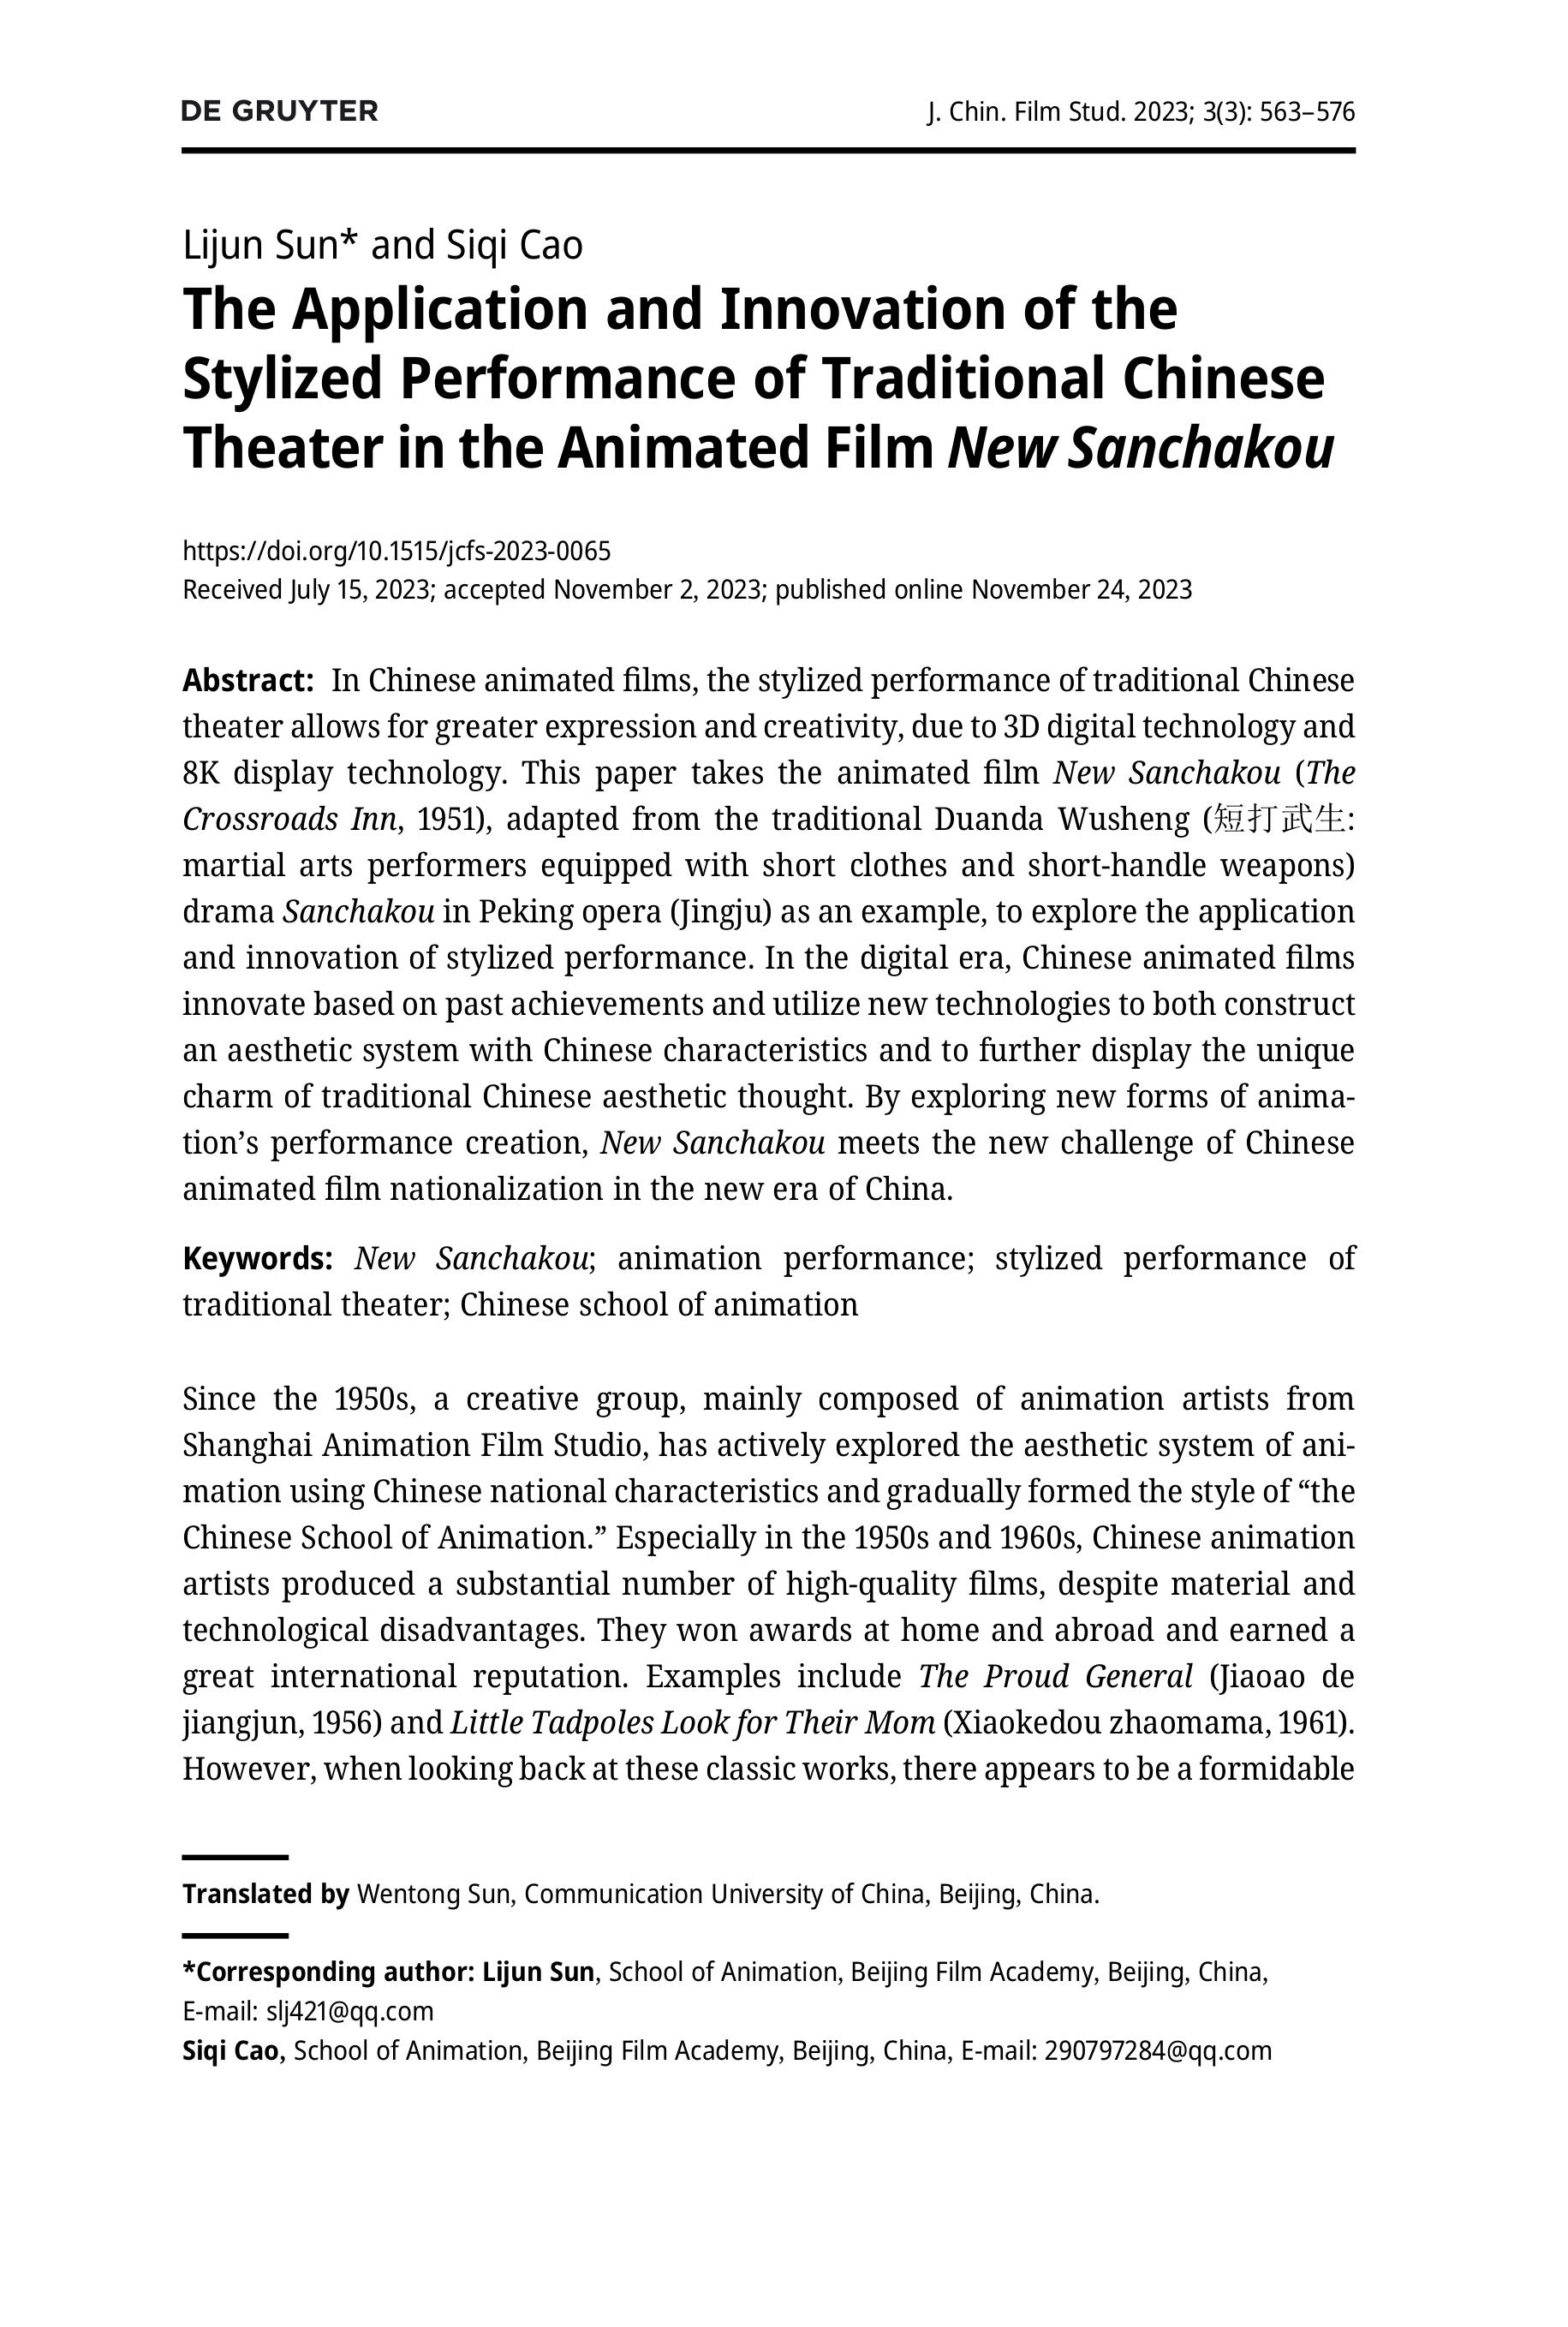 DE GRUYTER
J. Chin. Film Stud. 2023; 3(3): 563–576
Lijun Sun* and Siqi Cao
The Application and Innovation of the
Stylized Performance of Traditional Chinese
Theater in the Animated Film New Sanchakou
https://doi.org/10.1515/jcfs-2023-0065
Received July 15, 2023; accepted November 2, 2023; published online November 24, 2023
Abstract: In Chinese animated films, the stylized performance of traditional Chinese
theater allows for greater expression and creativity, due to 3D digital technology and
8K display technology. This paper takes the animated film New Sanchakou (The
Crossroads Inn, 1951), adapted from the traditional Duanda Wusheng (短打武生:
martial arts performers equipped with short clothes and short-handle weapons)
drama Sanchakou in Peking opera (Jingju) as an example, to explore the application
and innovation of stylized performance. In the digital era, Chinese animated films
innovate based on past achievements and utilize new technologies to both construct
an aesthetic system with Chinese characteristics and to further display the unique
charm of traditional Chinese aesthetic thought. By exploring new forms of anima-
tion’s performance creation, New Sanchakou meets the new challenge of Chinese
animated film nationalization in the new era of China.
Keywords: New Sanchakou; animation performance; stylized performance of
traditional theater; Chinese school of animation
Since the 1950s, a creative group, mainly composed of animation artists from
Shanghai Animation Film Studio, has actively explored the aesthetic system of ani-
mation using Chinese national characteristics and gradually formed the style of “the
Chinese School of Animation.” Especially in the 1950s and 1960s, Chinese animation
artists produced a substantial number of high-quality films, despite material and
technological disadvantages. They won awards at home and abroad and earned a
great international reputation. Examples include The Proud General (Jiaoao de
jiangjun, 1956) and Little Tadpoles Look for Their Mom (Xiaokedou zhaomama, 1961).
However, when looking back at these classic works, there appears to be a formidable
Translated by Wentong Sun, Communication University of China, Beijing, China.
*Corresponding author: Lijun Sun, School of Animation, Beijing Film Academy, Beijing, China,
E-mail: slj421@qq.com
Siqi Cao, School of Animation, Beijing Film Academy, Beijing, China, E-mail: 290797284@qq.com